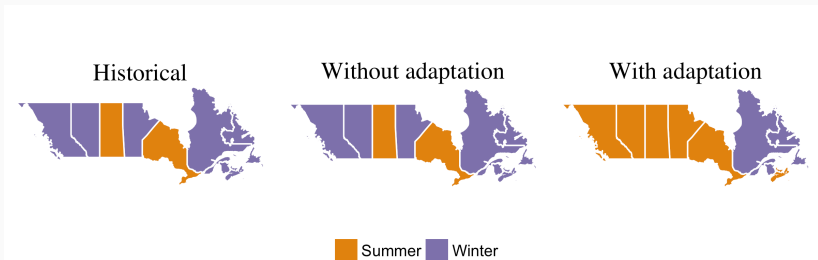 Historical
Without adaptation
With adaptation
Summer
Winter